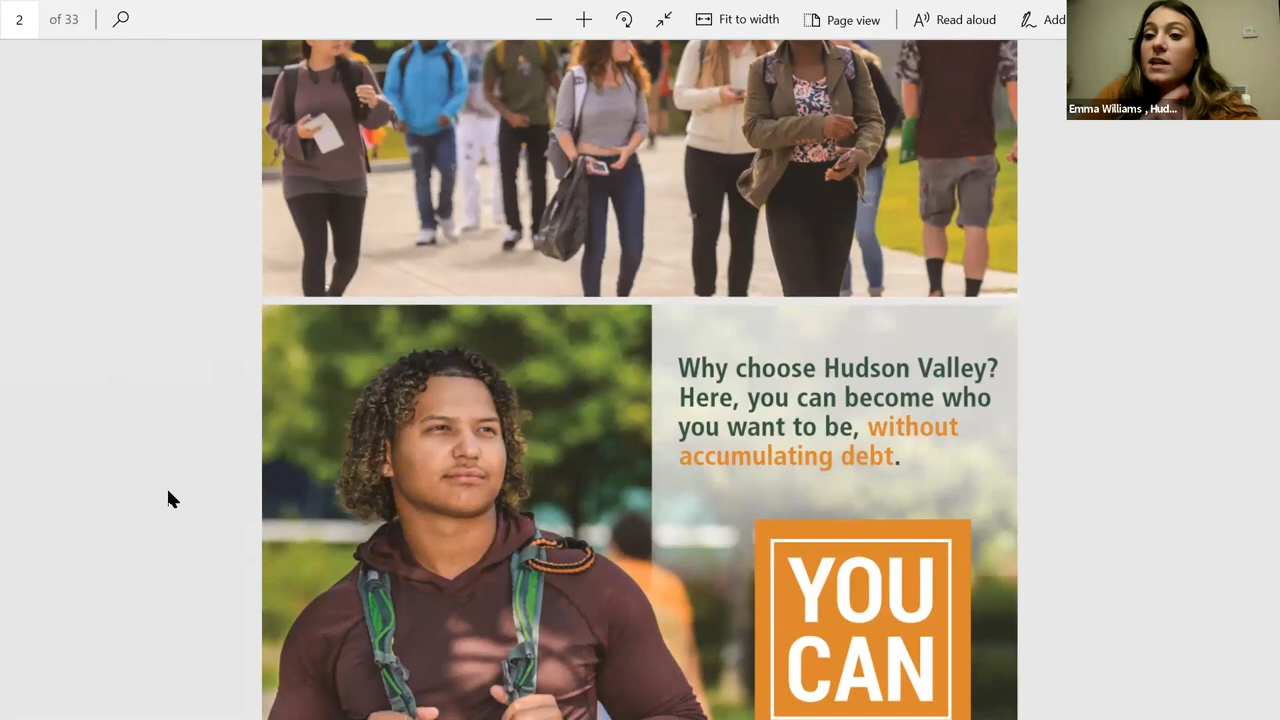 2 of 33
Fit to width
Page view
Read aloud
Add
Emma Williams , Hud...
Why choose Hudson Valley?
Here, you can become who
you want to be, without
accumulating debt.
YOU
CAN